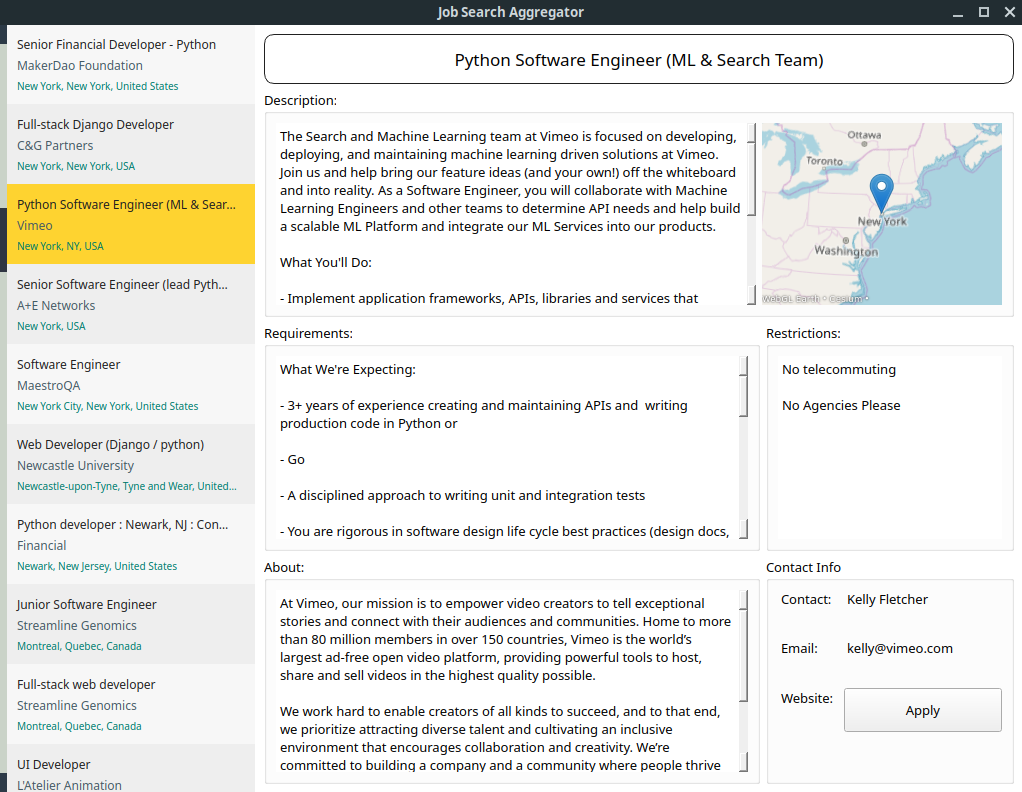 Job Search Aggregator
Senior Financial Developer - Python
MakerDao Foundation
New York, New York, United States
Full-stack Django Developer
C&G Partners
New York, New York, USA
Python Software Engineer (ML & Sear...
Vimeo
New York, NY, USA
Senior Software Engineer (lead Pyth...
A+E Networks
New York, USA
Software Engineer
MaestroQA
New York City, New York, United States
Web Developer (Django / python)
Newcastle University
Newcastle-upon-Tyne, Tyne and Wear, United...
Python developer : Newark, NJ : Con...
Financial
Newark, New Jersey, United States
Junior Software Engineer
Streamline Genomics
Montreal, Quebec, Canada
Full-stack web developer
Streamline Genomics
Montreal, Quebec, Canada
UI Developer
L'Atelier Animation
Python Software Engineer (ML & Search Team)
Description:
The Search and Machine Learning team at Vimeo is focused on developing,
deploying, and maintaining machine learning driven solutions at Vimeo.
Join us and help bring our feature ideas (and your own!) off the whiteboard
and into reality. As a Software Engineer, you will collaborate with Machine
Learning Engineers and other teams to determine API needs and help build
a scalable ML Platform and integrate our ML Services into our products.
What You'll Do:
- Implement application frameworks, APIs, libraries and services that
Ottawa
Toronto
New York
Washington
WebGL Earth • Cesium •
Requirements:
What We're Expecting:
- 3+ years of experience creating and maintaining APIs and  writing
production code in Python or
- Go
- A disciplined approach to writing unit and integration tests
- You are rigorous in software design life cycle best practices (design docs,
Restrictions:
No telecommuting
No Agencies Please
About:
At Vimeo, our mission is to empower video creators to tell exceptional
stories and connect with their audiences and communities. Home to more
than 80 million members in over 150 countries, Vimeo is the world's
largest ad-free open video platform, providing powerful tools to host,
share and sell videos in the highest quality possible.
We work hard to enable creators of all kinds to succeed, and to that end,
we prioritize attracting diverse talent and cultivating an inclusive
environment that encourages collaboration and creativity. We're
committed to building a company and a community where people thrive
Contact Info
Contact: Kelly Fletcher
Email: kelly@vimeo.com
Website: Apply